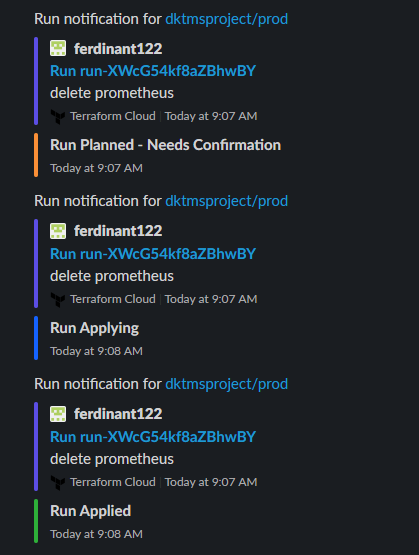 Run notification for dktmsproject/prod
ferdinant122
Run run-XWcG54kf8aZBhwBY
delete prometheus
Terraform Cloud | Today at 9:07 AM
Run Planned - Needs Confirmation
Today at 9:07 AM
Run notification for dktmsproject/prod
ferdinant122
Run run-XWcG54kf8aZBhwBY
delete prometheus
Terraform Cloud | Today at 9:07 AM
Run Applying
Today at 9:08 AM
Run notification for dktmsproject/prod
ferdinant122
Run run-XWcG54kf8aZBhwBY
delete prometheus
Terraform Cloud | Today at 9:07 AM
Run Applied
Today at 9:08 AM